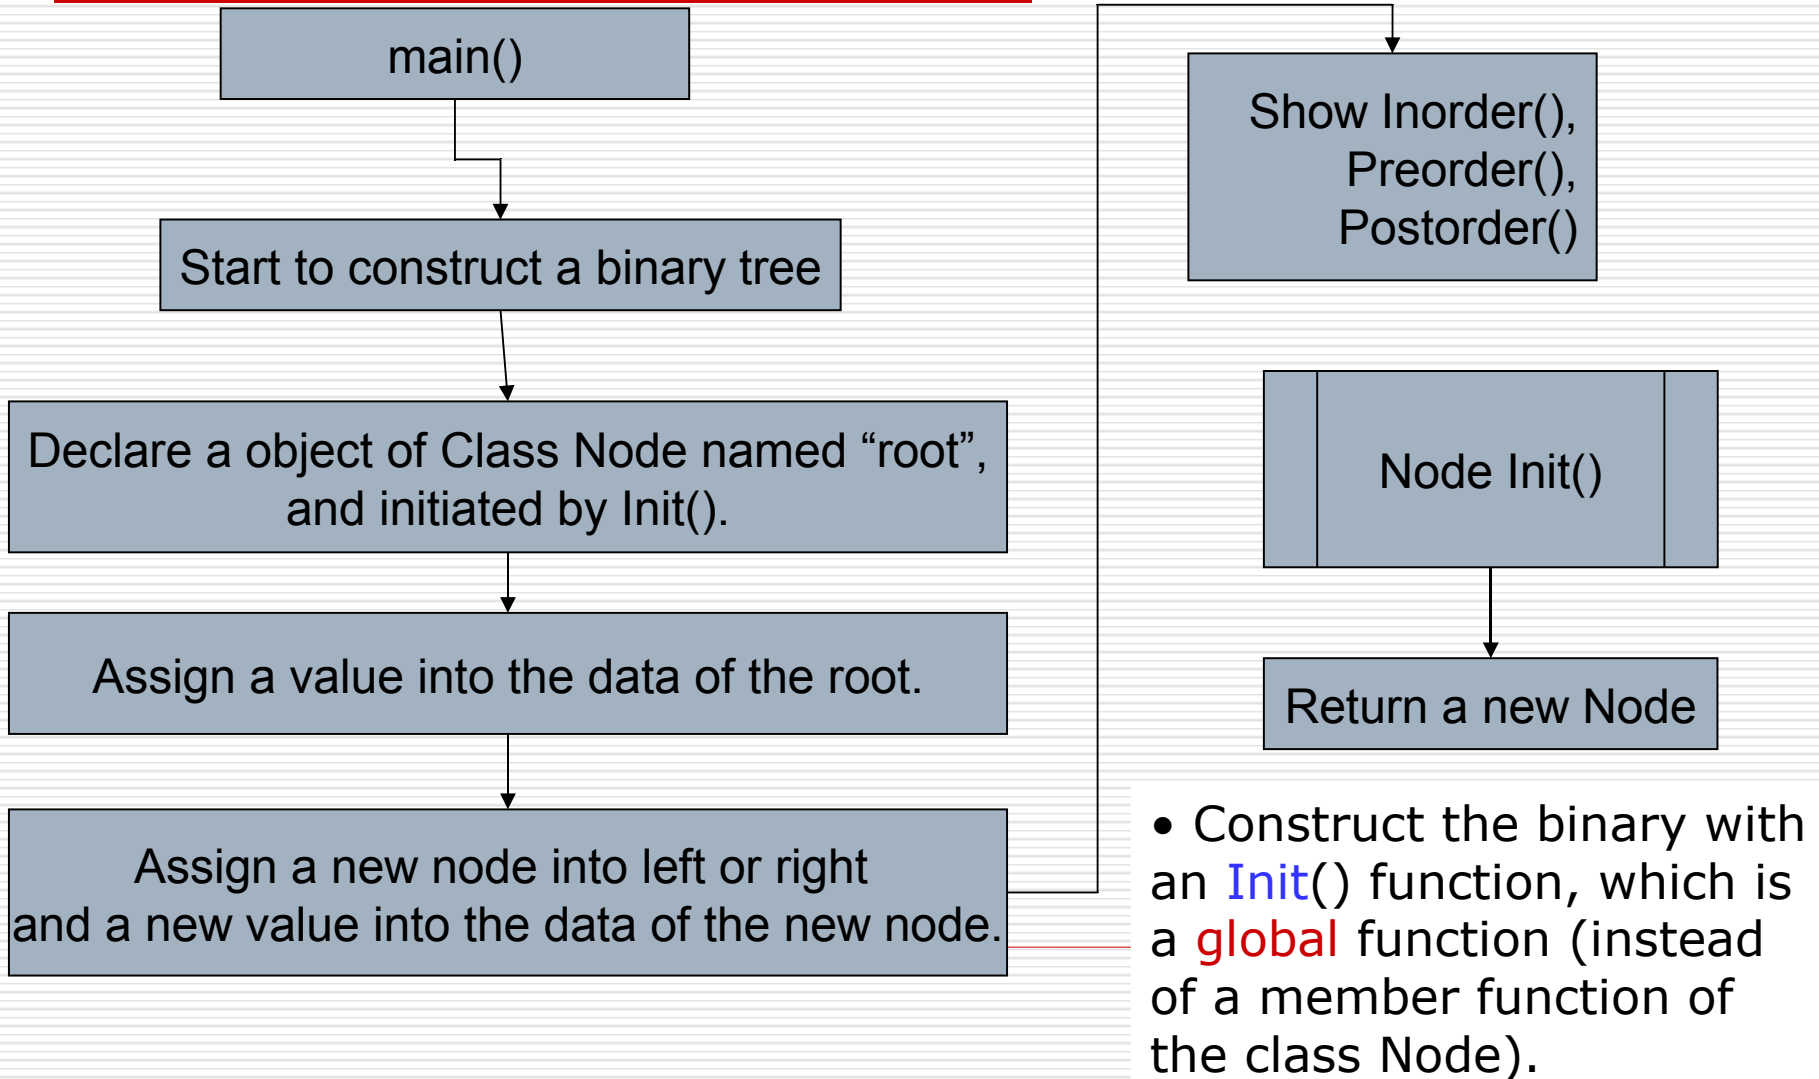 main()
Start to construct a binary tree
Declare a object of Class Node named “root”,
and initiated by Init().
Assign a value into the data of the root.
Assign a new node into left or right
and a new value into the data of the new node.
Show Inorder(),
Preorder(),
Postorder()
Node Init()
Return a new Node
• Construct the binary with
an Init() function, which is
a global function (instead
of a member function of
the class Node).